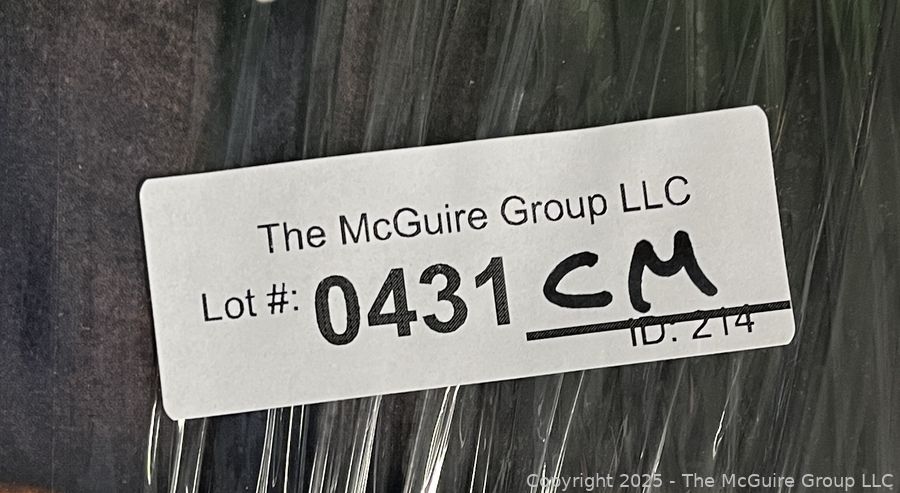 The McGuire Group LLC
Lot #: 0431 CM
ID: 214
Copyright 2025 - The McGuire Group LLC